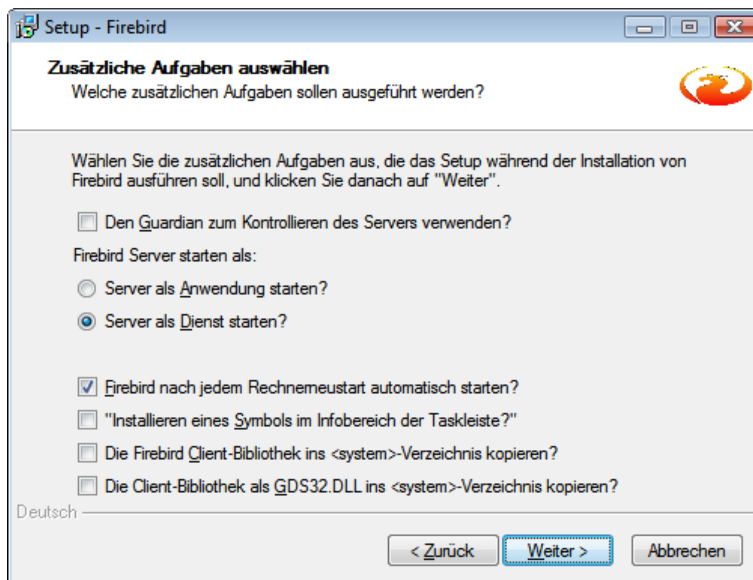 Setup - Firebird
Zusätzliche Aufgaben auswählen
Welche zusätzlichen Aufgaben sollen ausgeführt werden?
Wählen Sie die zusätzlichen Aufgaben aus, die das Setup während der Installation von
Firebird ausführen soll, und klicken Sie danach auf "Weiter".
Den Guardian zum Kontrollieren des Servers verwenden?
Firebird Server starten als:
Server als Anwendung starten?
Server als Dienst starten?
Firebird nach jedem Rechnerneustart automatisch starten?
"Installieren eines Symbols im Infobereich der Taskleiste?"
Die Firebird Client-Bibliothek ins <system>-Verzeichnis kopieren?
Die Client-Bibliothek als GDS32.DLL ins <system>-Verzeichnis kopieren?
Deutsch
< Zurück
Weiter >
Abbrechen